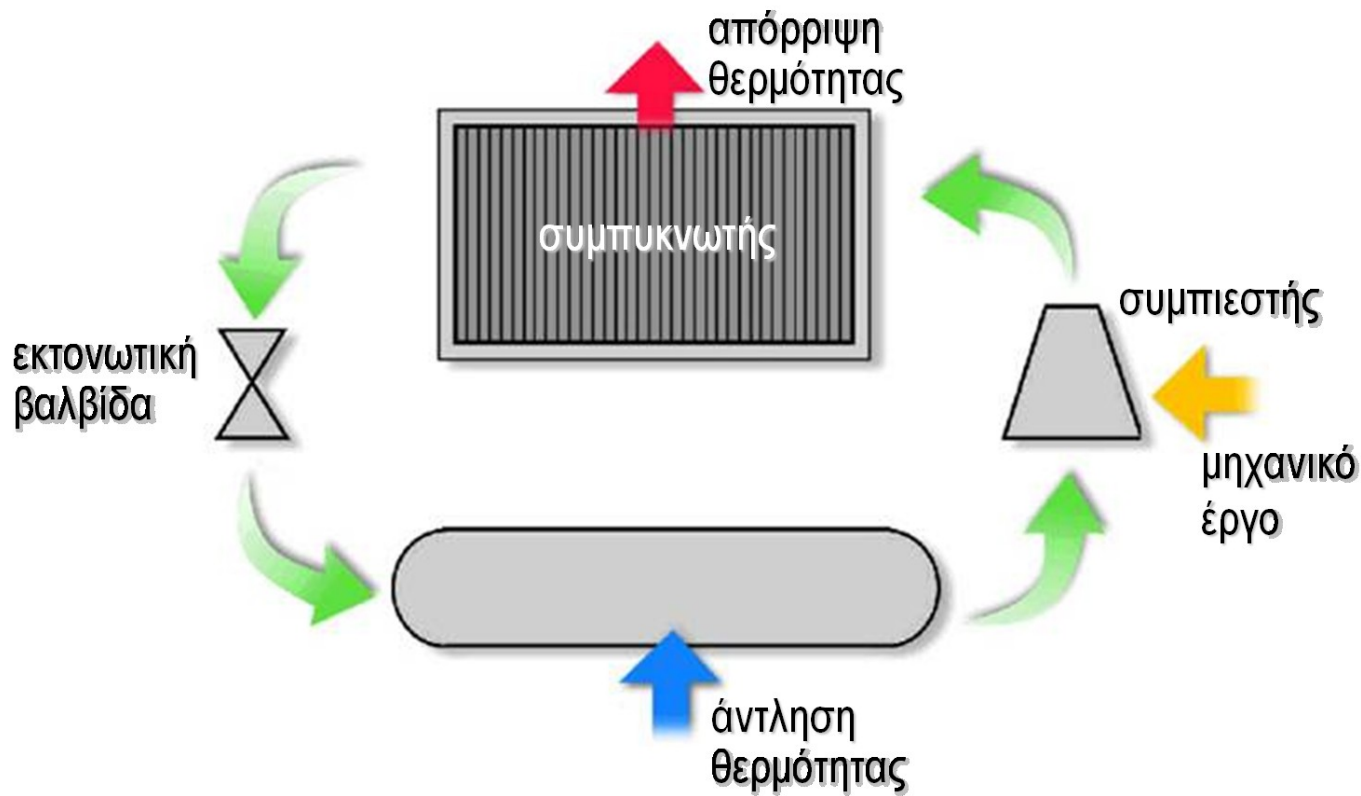 απόρριψη
θερμότητας
συμπυκνωτής
συμπιεστής
εκτονωτική
βαλβίδα
μηχανικό
έργο
άντληση
θερμότητας